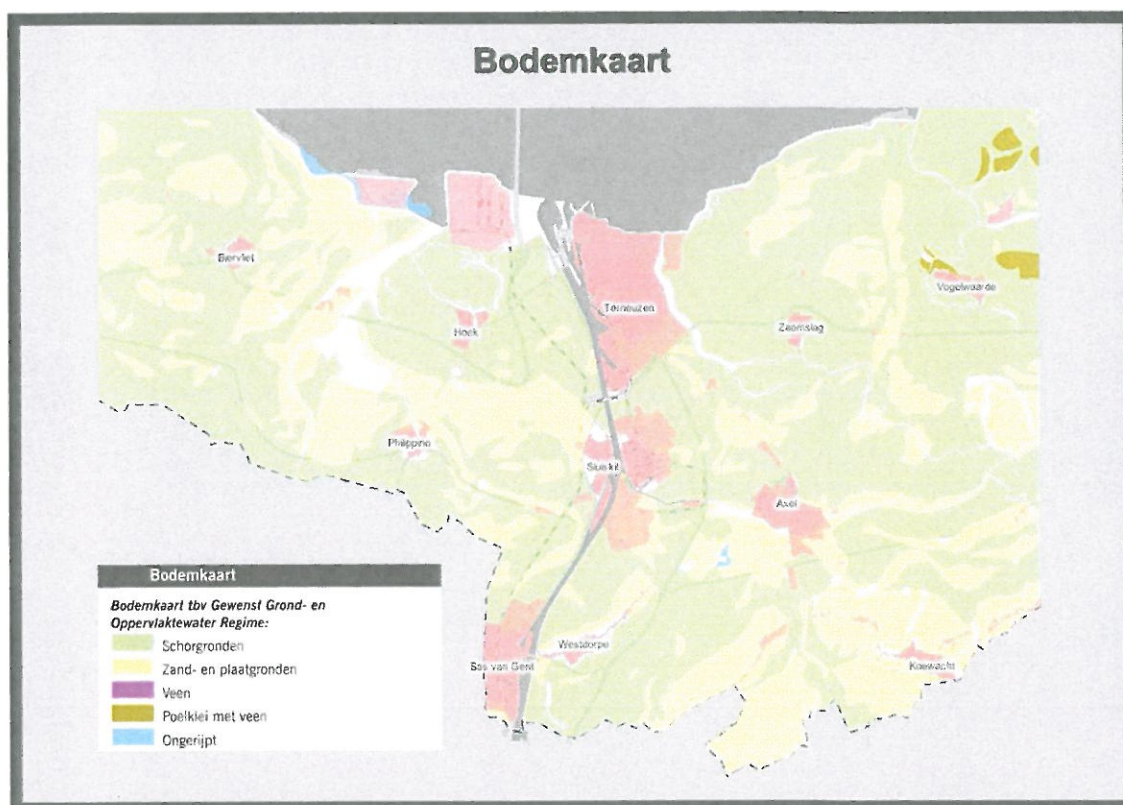 Bodemkaart
Biervliet
Hoek
Terneuzen
Zaamslag
Vogelwaarde
Philippine
Sluiskil
Axel
Sas van Gent
Westdorpe
Koewacht
Bodemkaart
Bodemkaart tbv Gewenst Grond- en
Oppervlaktewater Regime:
Schorgronden
Zand- en plaatgronden
Veen
Poelklei met veen
Ongerijpt